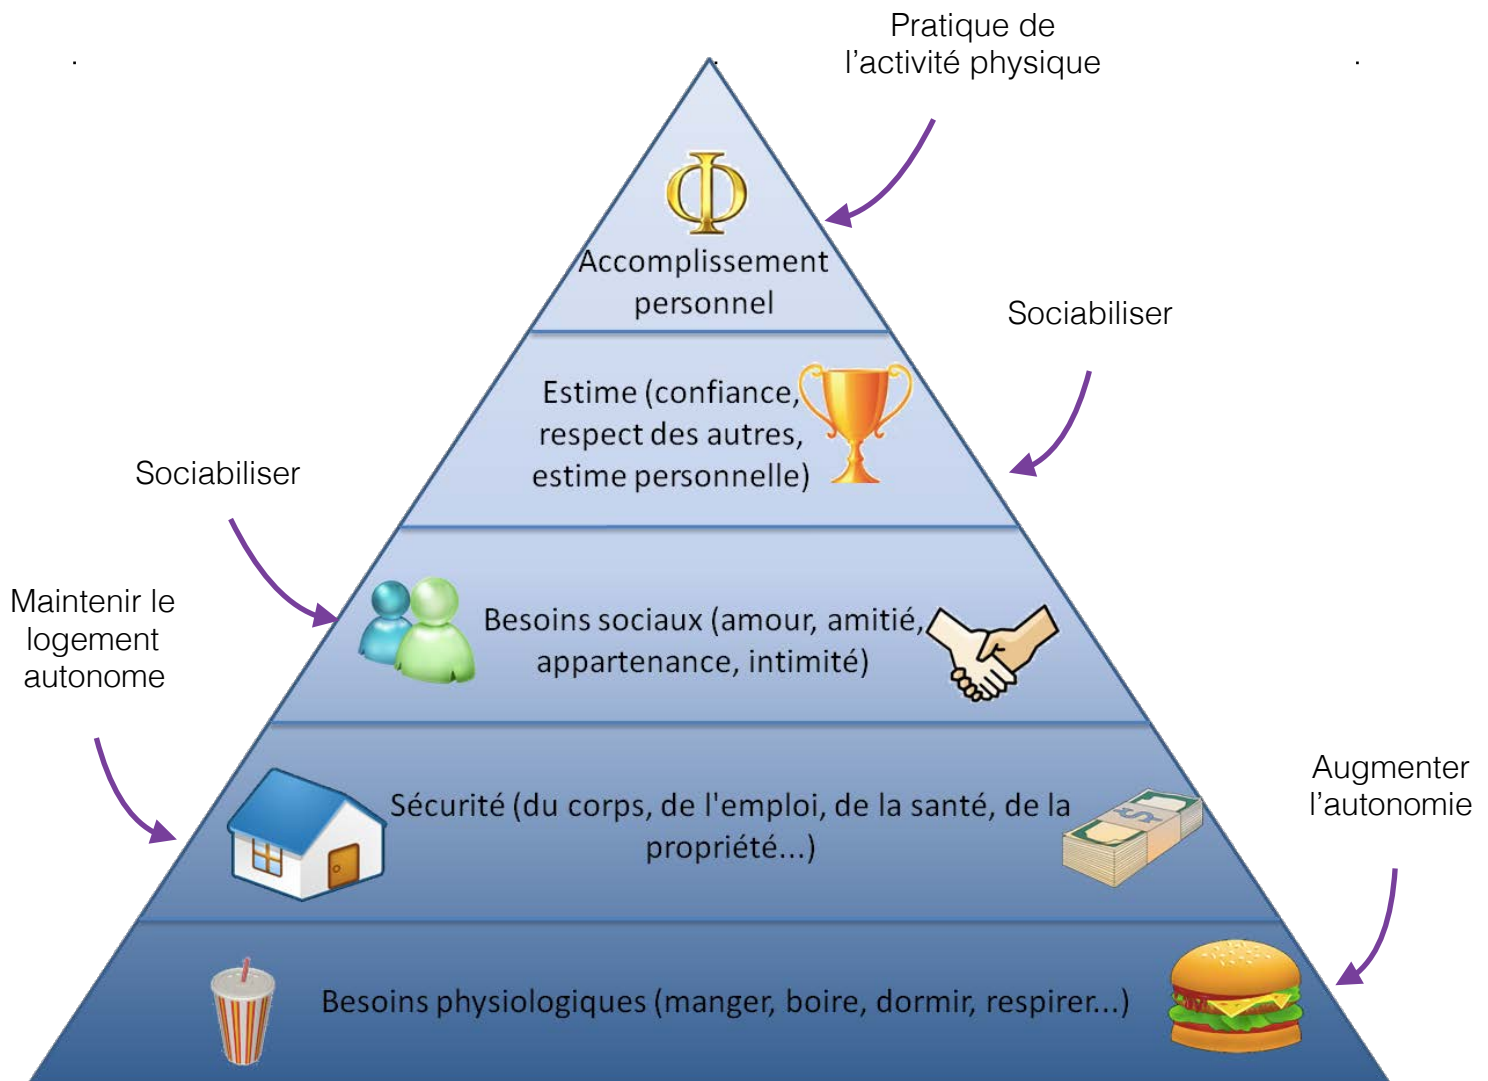 Pratique de
l’activité physique
Φ
Accomplissement
personnel
Sociabiliser
Estime (confiance,
respect des autres,
estime personnelle)
Sociabiliser
Besoins sociaux (amour, amitié,
appartenance, intimité)
Maintenir le
logement
autonome
Sécurité (du corps, de l'emploi, de la santé, de la
propriété...)
$
Augmenter
l’autonomie
Besoins physiologiques (manger, boire, dormir, respirer...)